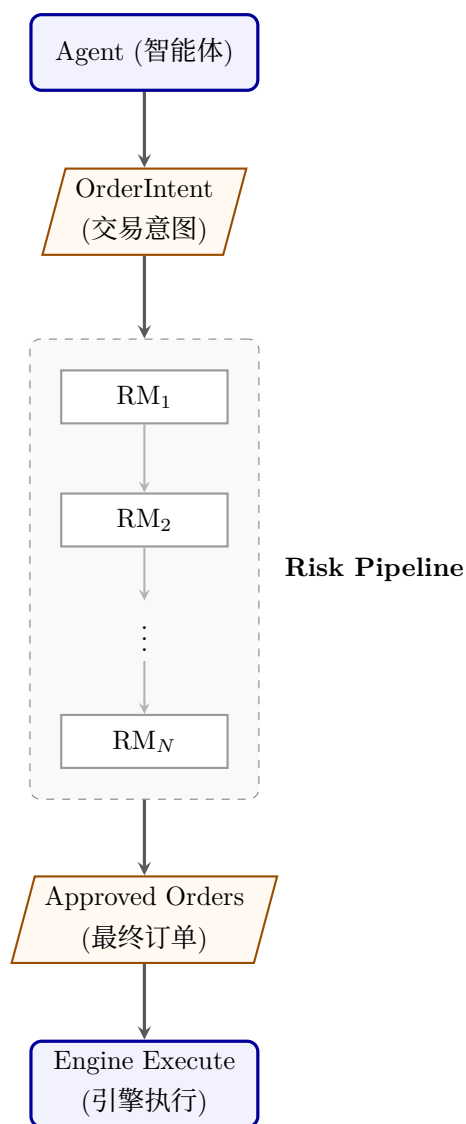 Agent (智能体)
OrderIntent
(交易意图)
RM₁
RM₂
Risk Pipeline
⋮
RM_N
Approved Orders
(最终订单)
Engine Execute
(引擎执行)